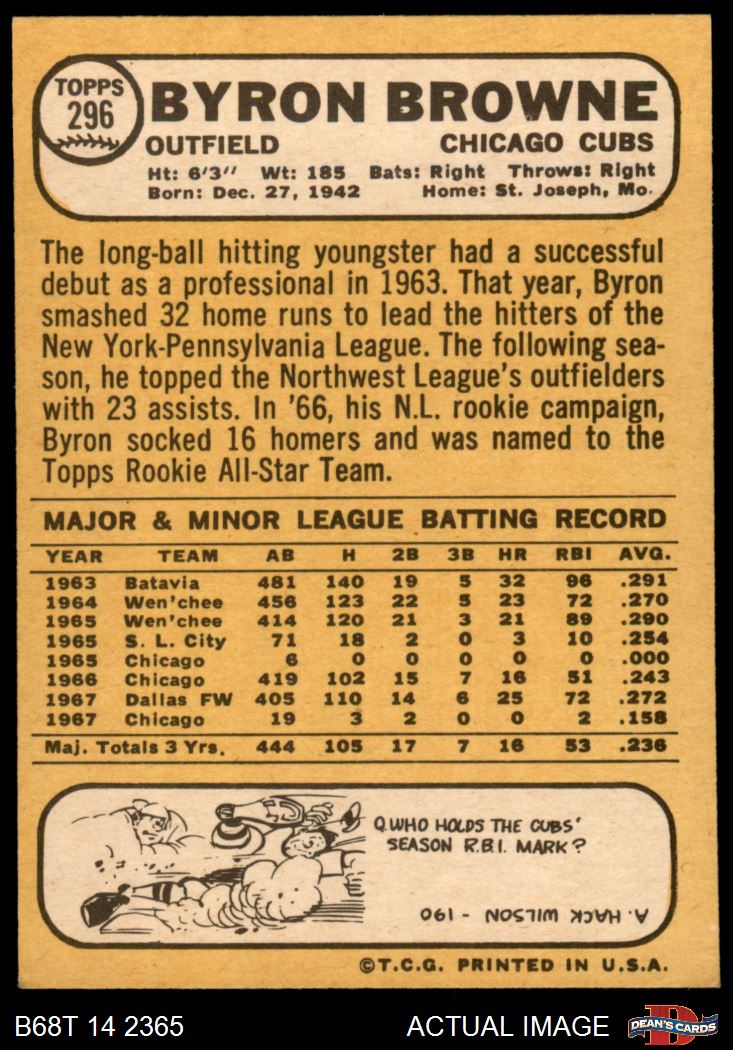 TOPPS
296
BYRON BROWNE
OUTFIELD CHICAGO CUBS
Ht: 6'3" Wt: 185 Bats: Right Throws: Right
Born: Dec. 27, 1942 Home: St. Joseph, Mo.
The long-ball hitting youngster had a successful
debut as a professional in 1963. That year, Byron
smashed 32 home runs to lead the hitters of the
New York-Pennsylvania League. The following sea-
son, he topped the Northwest League's outfielders
with 23 assists. In '66, his N.L. rookie campaign,
Byron socked 16 homers and was named to the
Topps Rookie All-Star Team.
MAJOR & MINOR LEAGUE BATTING RECORD
YEAR TEAM AB H 2B 3B HR RBI AVG.
1963 Batavia 481 140 19 5 32 96 .291
1964 Wen'chee 456 123 22 5 23 72 .270
1965 Wen'chee 414 120 21 3 21 89 .290
1965 S. L. City 71 18 2 0 3 10 .254
1965 Chicago 6 0 0 0 0 0 .000
1966 Chicago 419 102 15 7 16 51 .243
1967 Dallas FW 405 110 14 6 25 72 .272
1967 Chicago 19 3 2 0 0 2 .158
Maj. Totals 3 Yrs. 444 105 17 7 16 53 .236
Q. WHO HOLDS THE CUBS'
SEASON R.B.I. MARK?
A. HACK WILSON - 190
©T.C.G. PRINTED IN U.S.A.
B68T 14 2365 ACTUAL IMAGE
D
DEAN'S CARDS